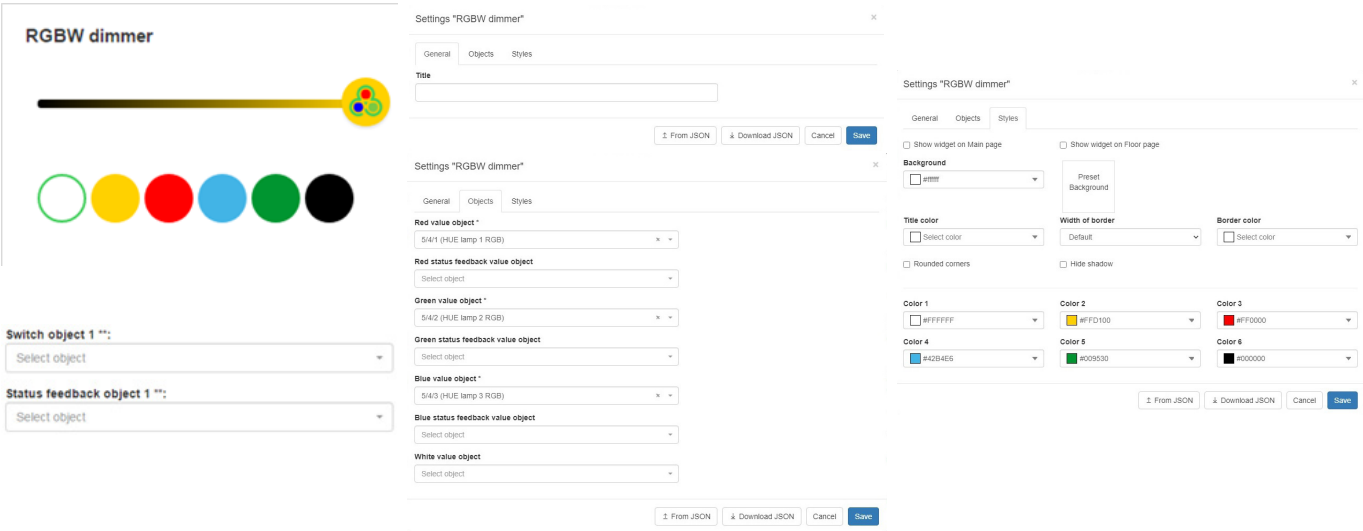 RGBW dimmer
Switch object 1 "":
Select object
Status feedback object 1 "":
Select object
Settings "RGBW dimmer"
×
General Objects Styles
Title
From JSON Download JSON Cancel Save
Settings "RGBW dimmer"
×
General Objects Styles
Red value object *
5/4/1 (HUE lamp 1 RGB) ×
Red status feedback value object
Select object
Green value object *
5/4/2 (HUE lamp 2 RGB) ×
Green status feedback value object
Select object
Blue value object *
5/4/3 (HUE lamp 3 RGB) ×
Blue status feedback value object
Select object
White value object
Select object
From JSON Download JSON Cancel Save
Settings "RGBW dimmer"
×
General Objects Styles
Show widget on Main page Show widget on Floor page
Background
#ffffff
Preset
Background
Title color Width of border Border color
Select color Default Select color
Rounded corners Hide shadow
Color 1 Color 2 Color 3
#FFFFFF #FFD100 #FF0000
Color 4 Color 5 Color 6
#42B4E6 #009530 #000000
From JSON Download JSON Cancel Save